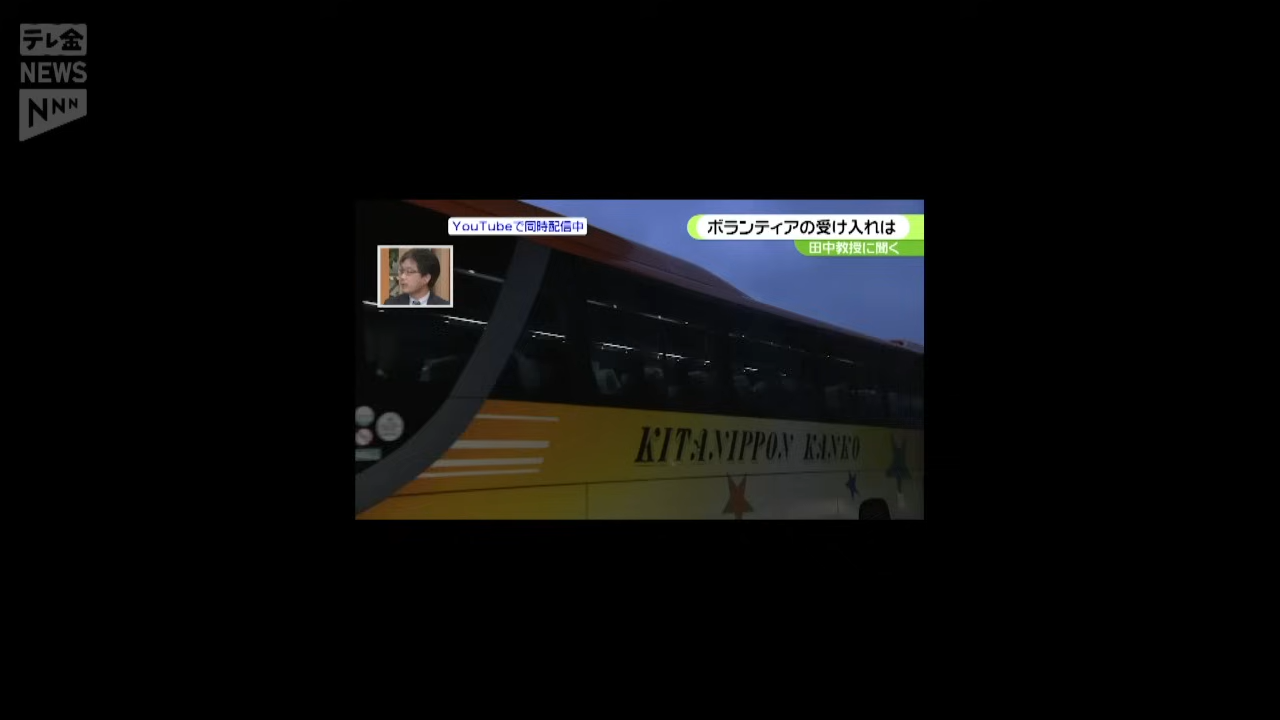 テレ金
NEWS
NNN
YouTubeで同時配信中
ボランティアの受け入れは
田中教授に聞く
KITANIPPON KANKO